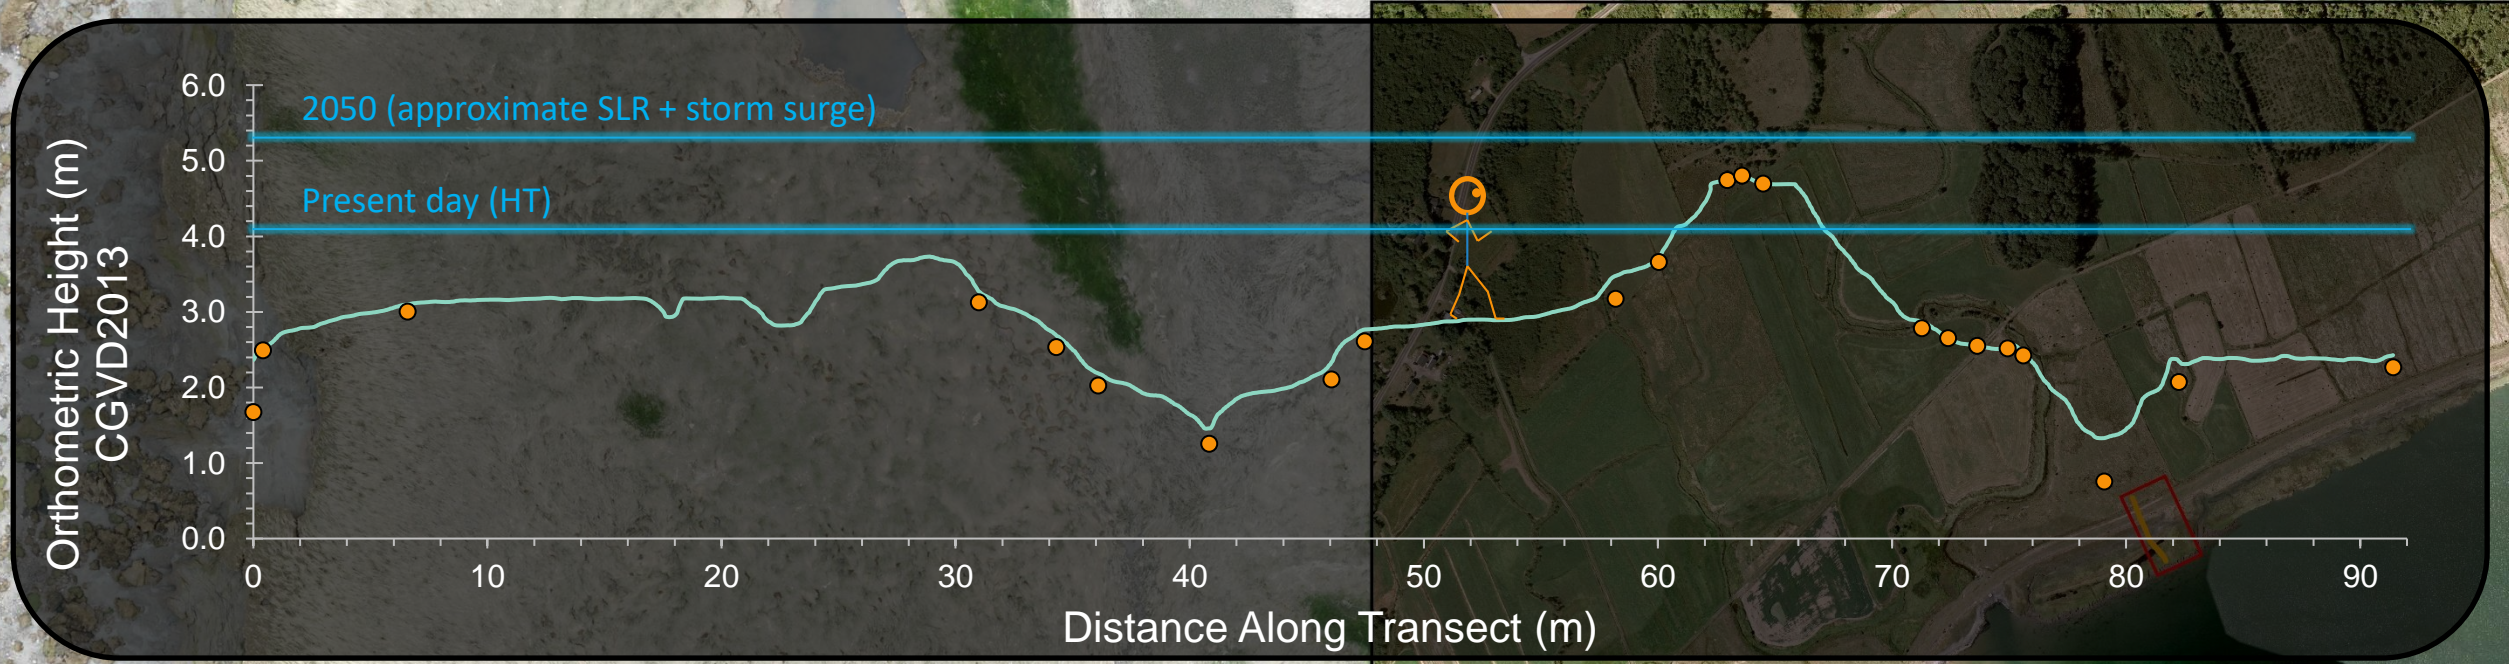 6.0
2050 (approximate SLR + storm surge)
5.0
Present day (HT)
4.0
3.0
2.0
1.0
0.0
Orthometric Height (m)
CGVD2013
0 10 20 30 40 50 60 70 80 90
Distance Along Transect (m)